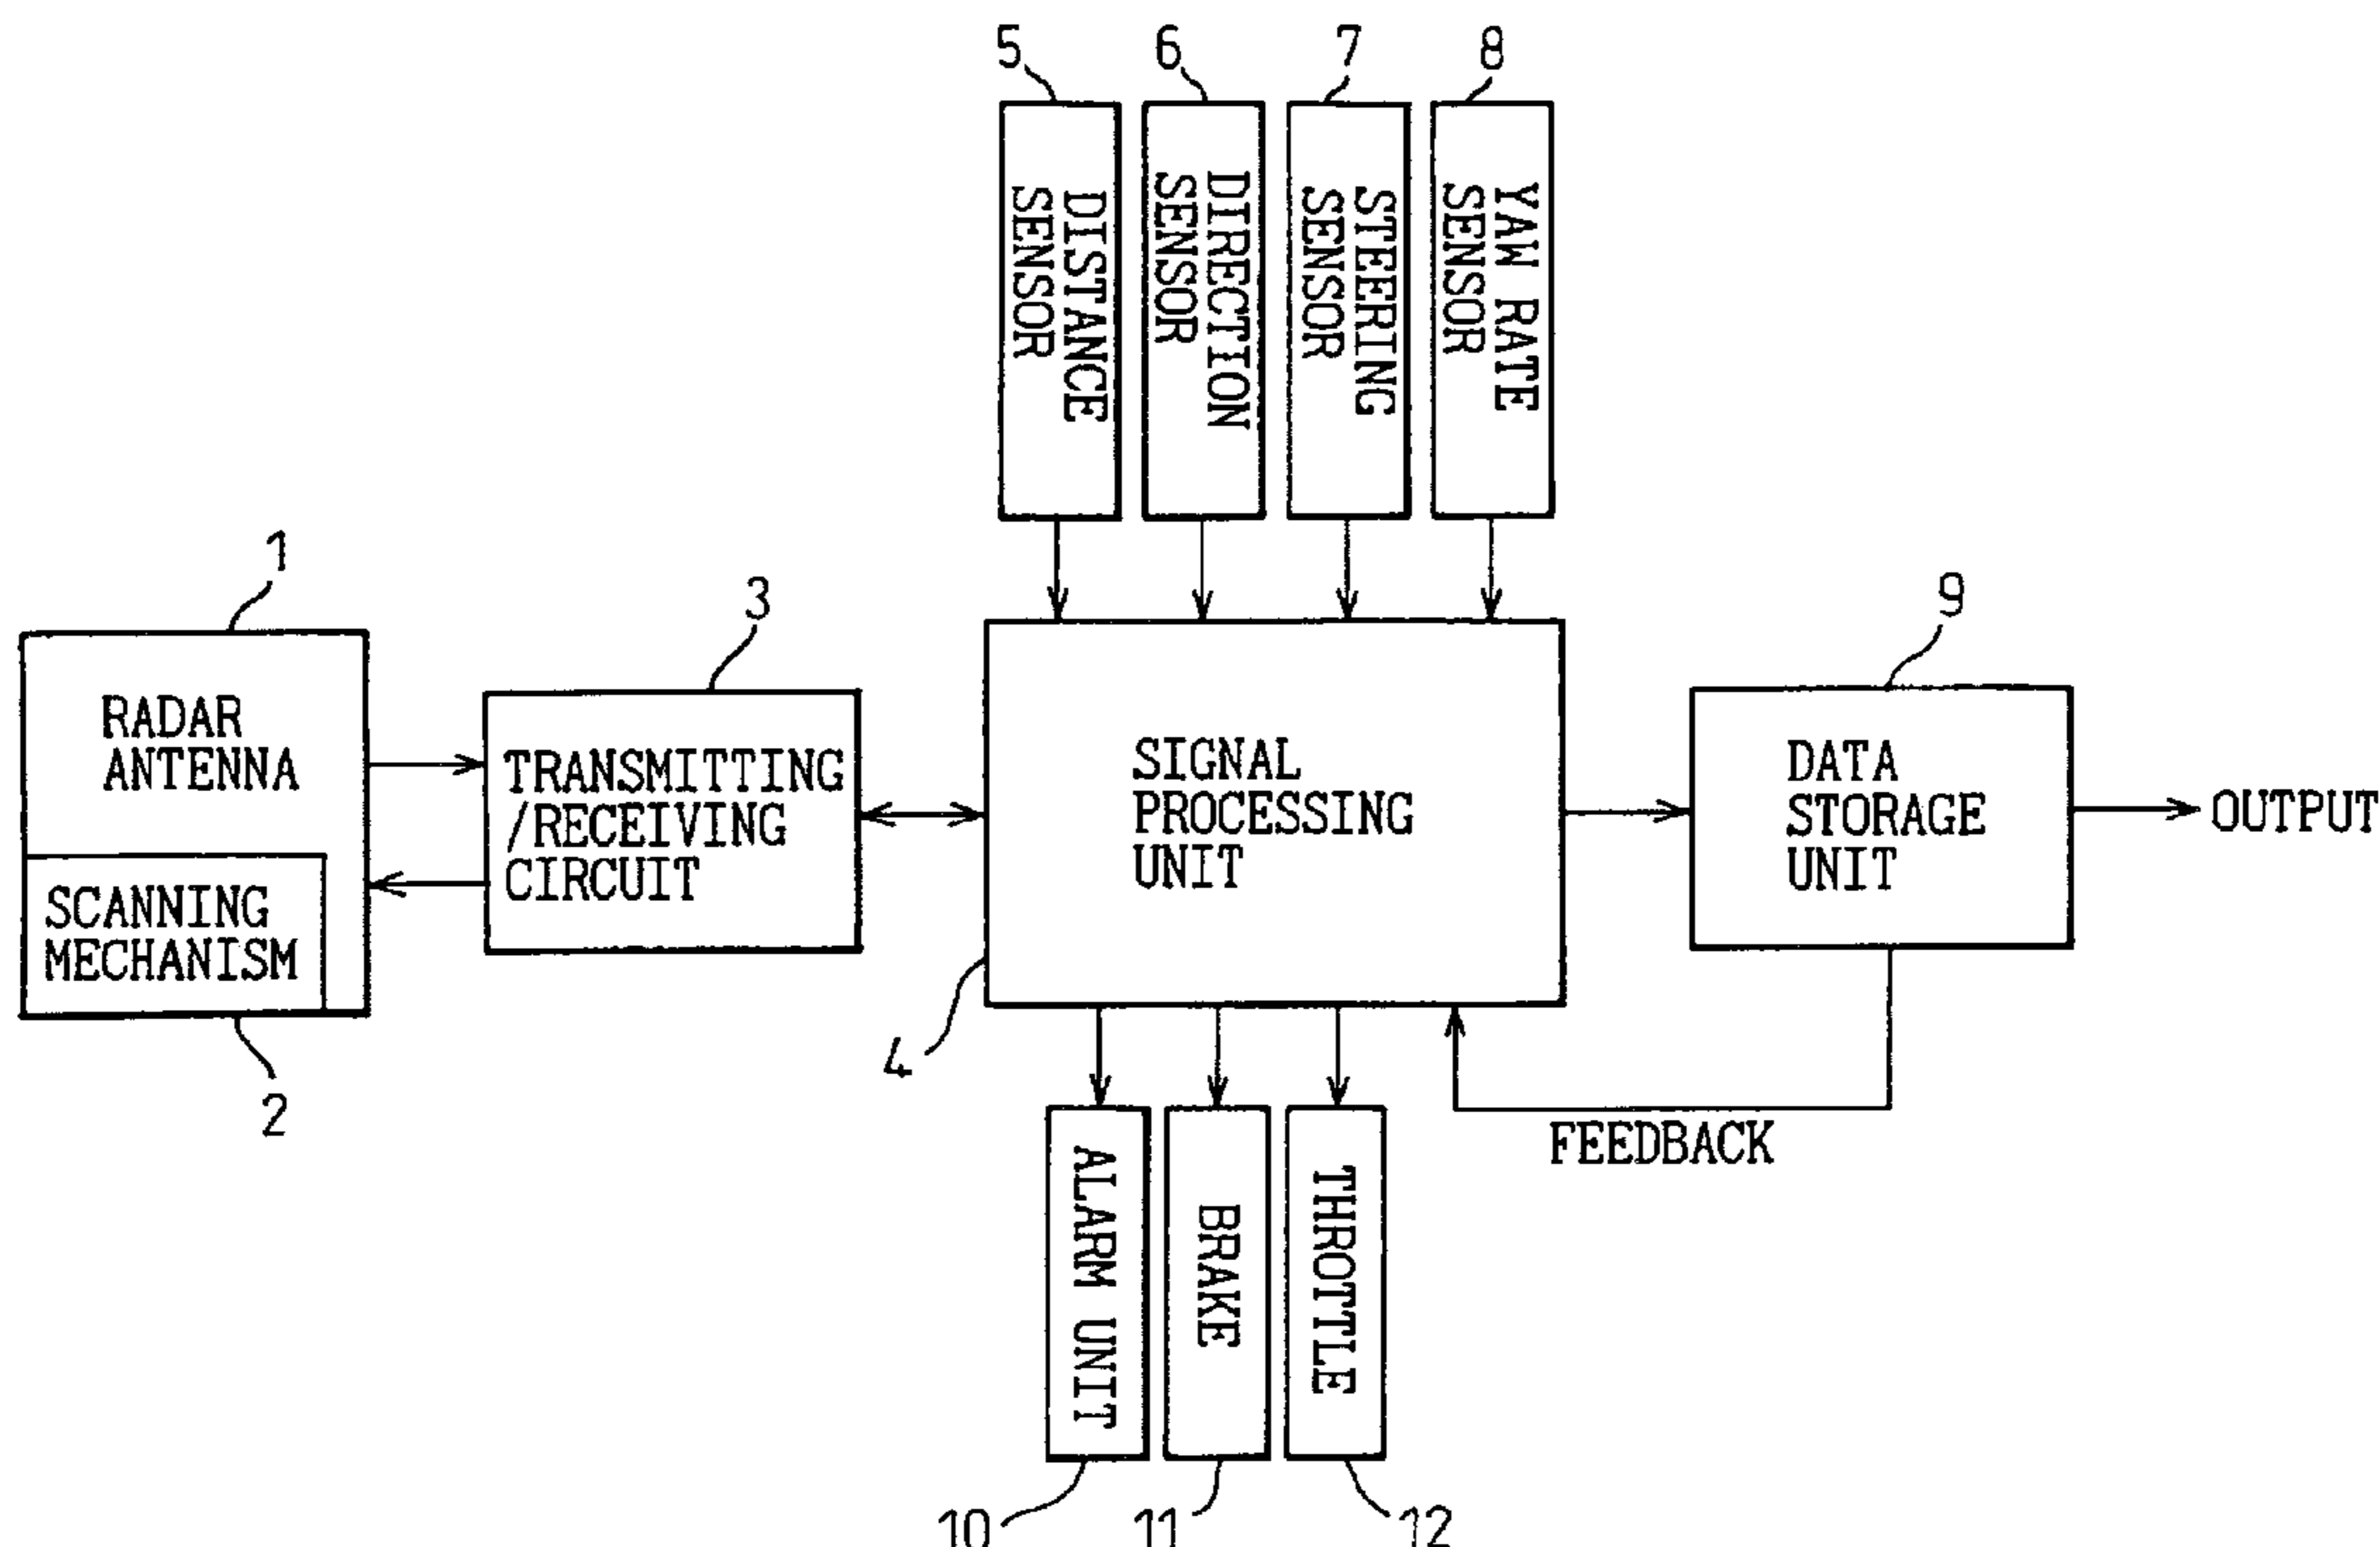 5
6
7
8
DISTANCE
SENSOR
DIRECTION
SENSOR
STEERING
SENSOR
YAW RATE
SENSOR
1
RADAR
ANTENNA
SCANNING
MECHANISM
2
3
TRANSMITTING
/RECEIVING
CIRCUIT
4
SIGNAL
PROCESSING
UNIT
9
DATA
STORAGE
UNIT
OUTPUT
FEEDBACK
ALARM UNIT
BRAKE
THROTTLE
10
11
12